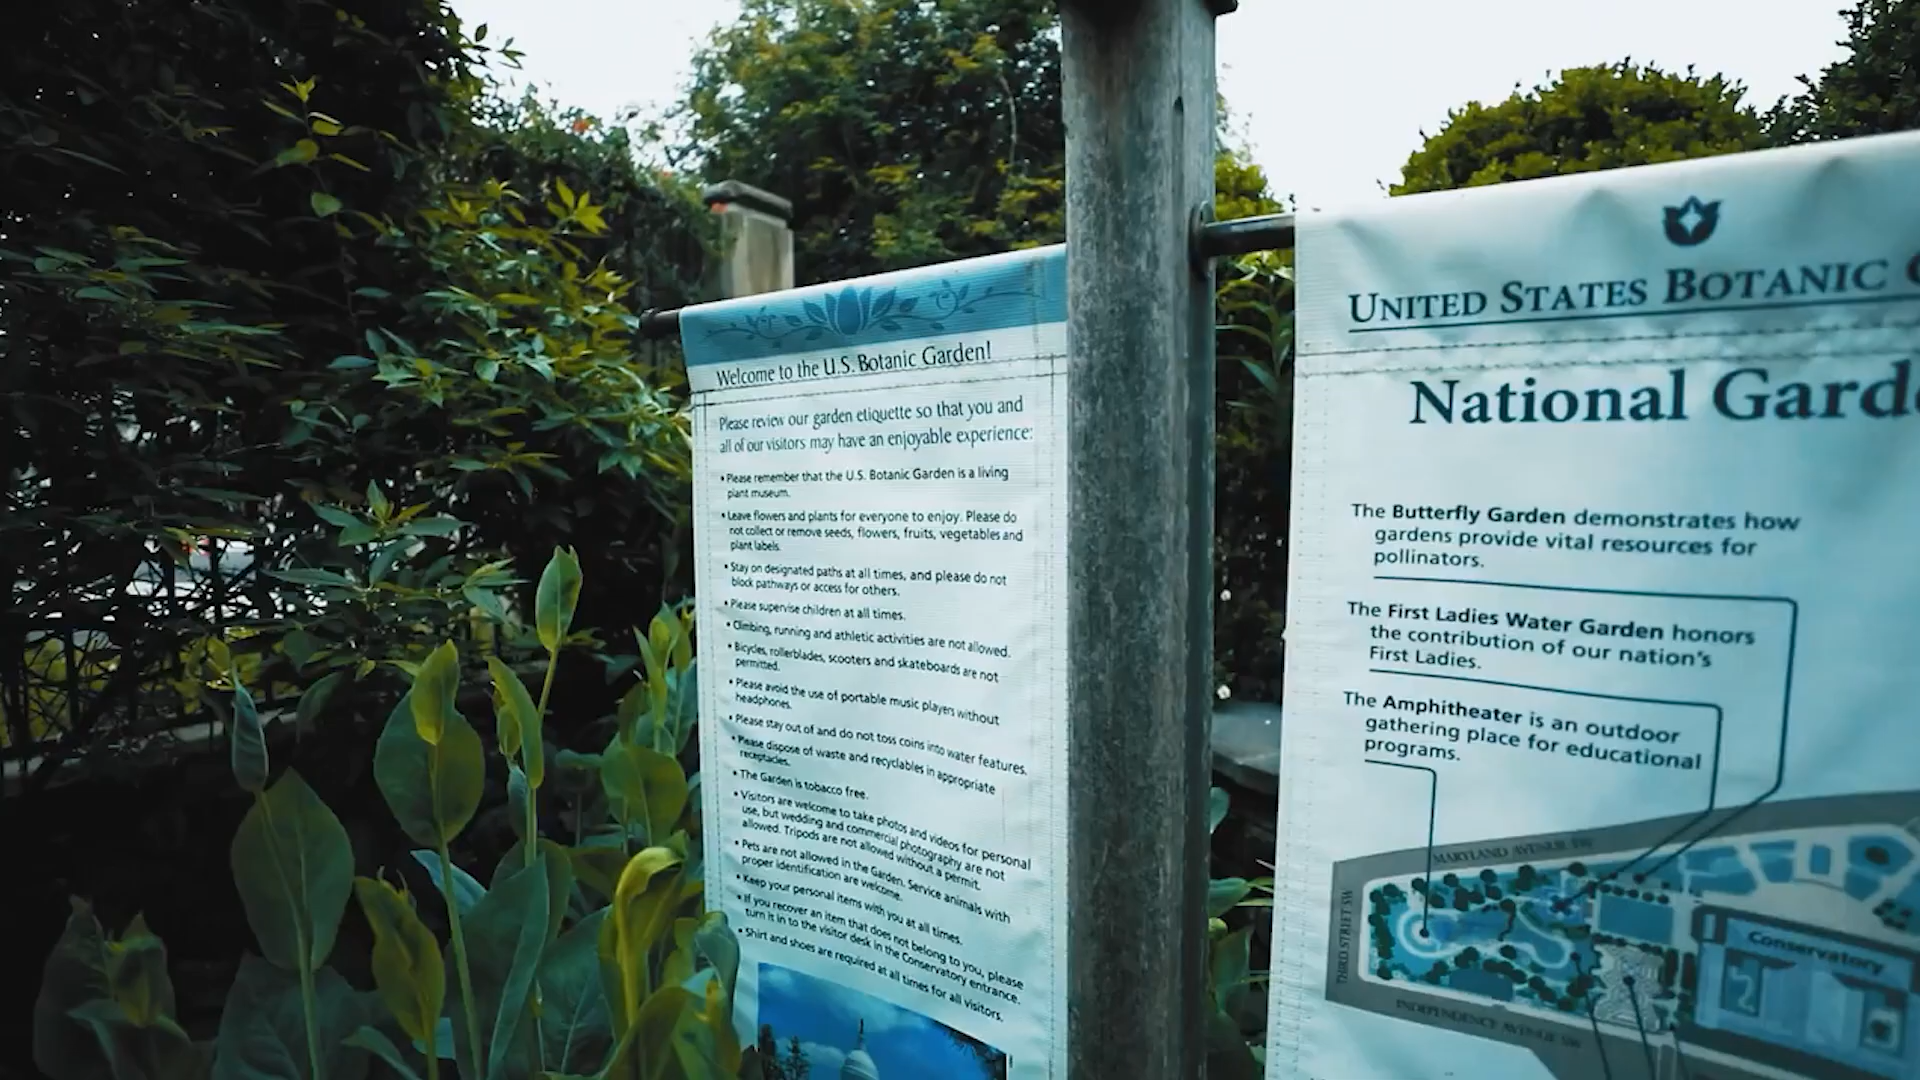 Welcome to the U.S. Botanic Garden!
Please review our garden etiquette so that you and
all of our visitors may have an enjoyable experience:
• Please remember that the U.S. Botanic Garden is a living
plant museum.
• Leave flowers and plants for everyone to enjoy. Please do
not collect or remove seeds, flowers, fruits, vegetables and
plant labels.
• Stay on designated paths at all times, and please do not
block pathways or access for others.
• Please supervise children at all times.
• Climbing, running and athletic activities are not allowed.
• Bicycles, rollerblades, scooters and skateboards are not
permitted.
• Please avoid the use of portable music players without
headphones.
• Please stay out of and do not toss coins into water features.
• Please dispose of waste and recyclables in appropriate
receptacles.
• The Garden is tobacco free.
• Visitors are welcome to take photos and videos for personal
use, but wedding and commercial photography are not
allowed. Tripods are not allowed without a permit.
• Pets are not allowed in the Garden. Service animals with
proper identification are welcome.
• Keep your personal items with you at all times.
• If you recover an item that does not belong to you, please
turn it in to the visitor desk in the Conservatory entrance.
• Shirt and shoes are required at all times for all visitors.
UNITED STATES BOTANIC
National Gard
The Butterfly Garden demonstrates how
gardens provide vital resources for
pollinators.
The First Ladies Water Garden honors
the contribution of our nation's
First Ladies.
The Amphitheater is an outdoor
gathering place for educational
programs.
MARYLAND AVENUE SW
THIRD STREET SW
Conservatory
INDEPENDENCE AVENUE SW